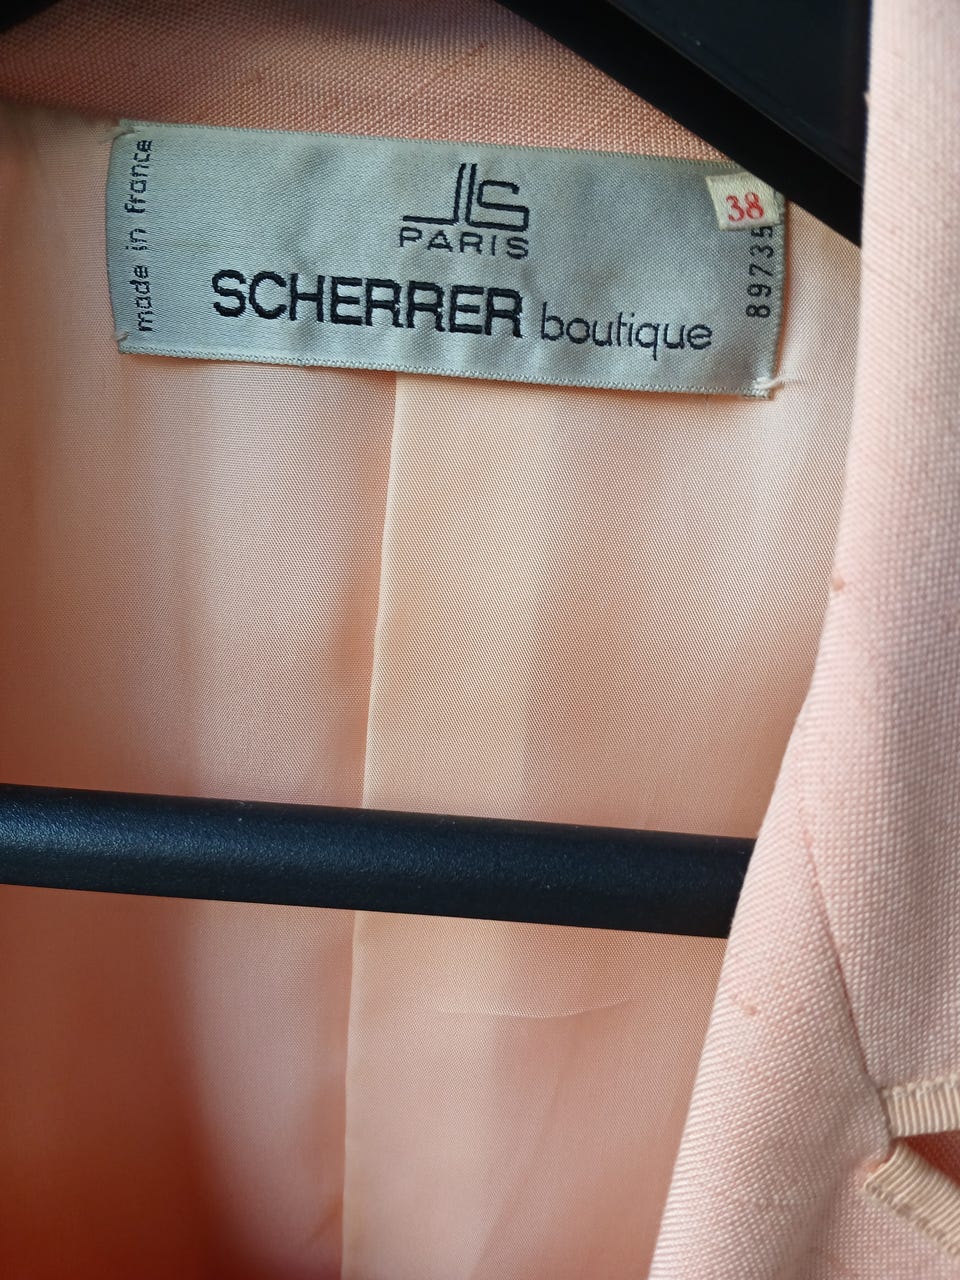 made in france
JLS
PARIS
SCHERRER boutique
38
89735